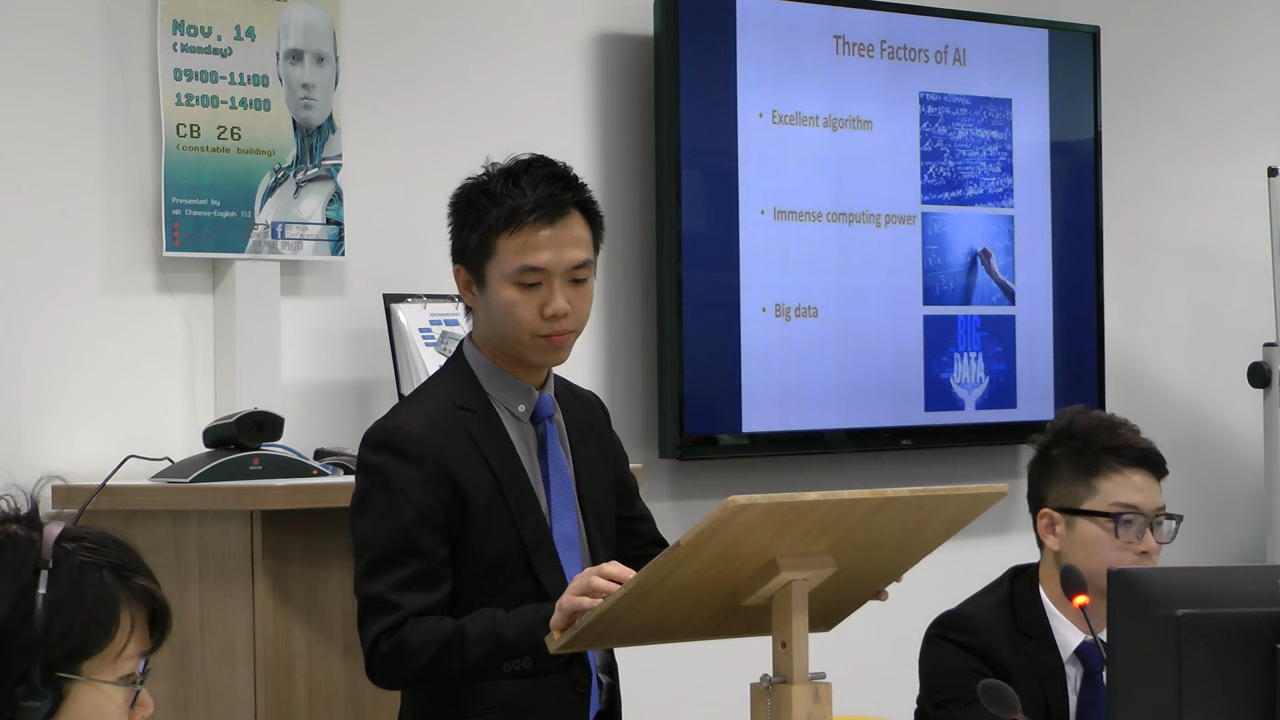 Nov. 14
(Monday)
09:00-11:00
12:00-14:00
CB 26
(constable building)
Presented by
MA Chinese-English
Three Factors of AI
• Excellent algorithm
• Immense computing power
• Big data
BIG
DATA
NEC